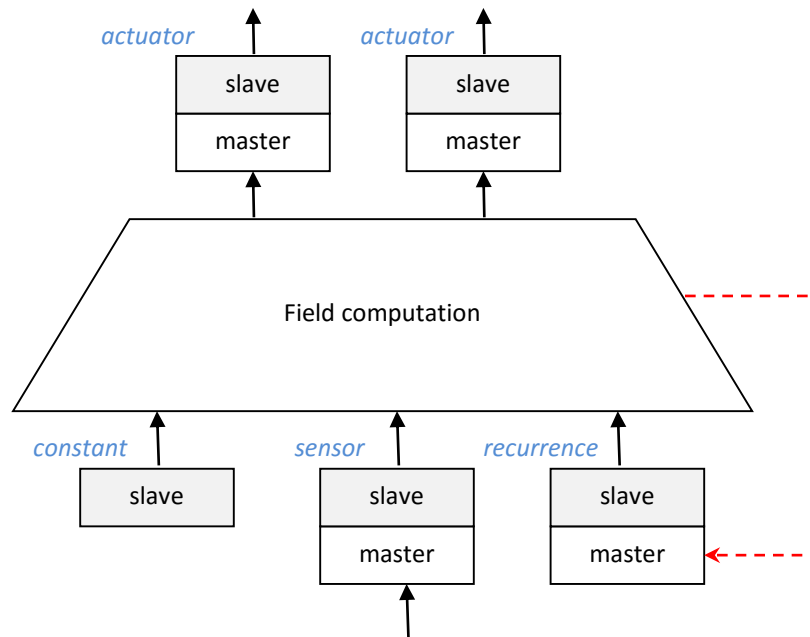 actuator
actuator
slave
slave
master
master
Field computation
constant
sensor
recurrence
slave
slave
slave
master
master